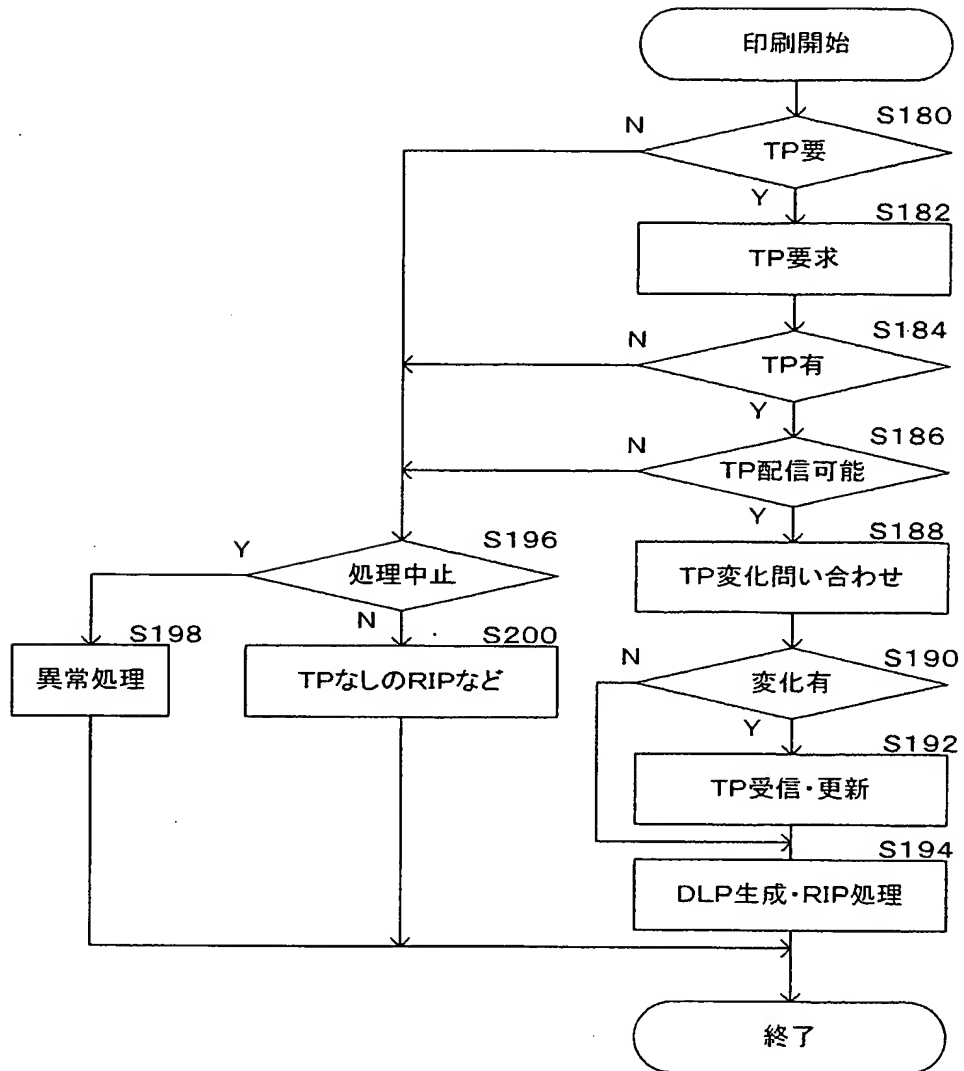 印刷開始
S180
N
TP要
Y
S182
TP要求
S184
N
TP有
Y
S186
N
TP配信可能
Y
S188
TP変化問い合わせ
S196
Y
処理中止
N
S198
異常処理
S200
TPなしのRIPなど
S190
N
変化有
Y
S192
TP受信・更新
S194
DLP生成・RIP処理
終了